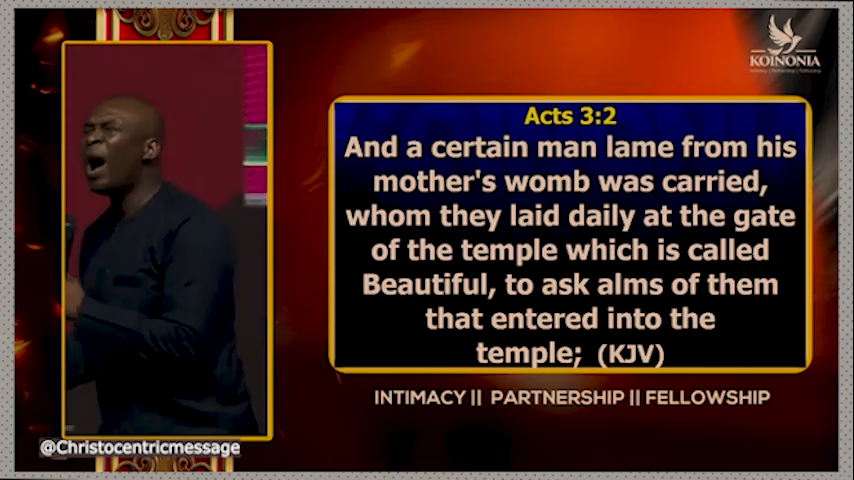 KOINONIA
Acts 3:2
And a certain man lame from his
mother's womb was carried,
whom they laid daily at the gate
of the temple which is called
Beautiful, to ask alms of them
that entered into the
temple; (KJV)
INTIMACY || PARTNERSHIP || FELLOWSHIP
@Christocentricmessage